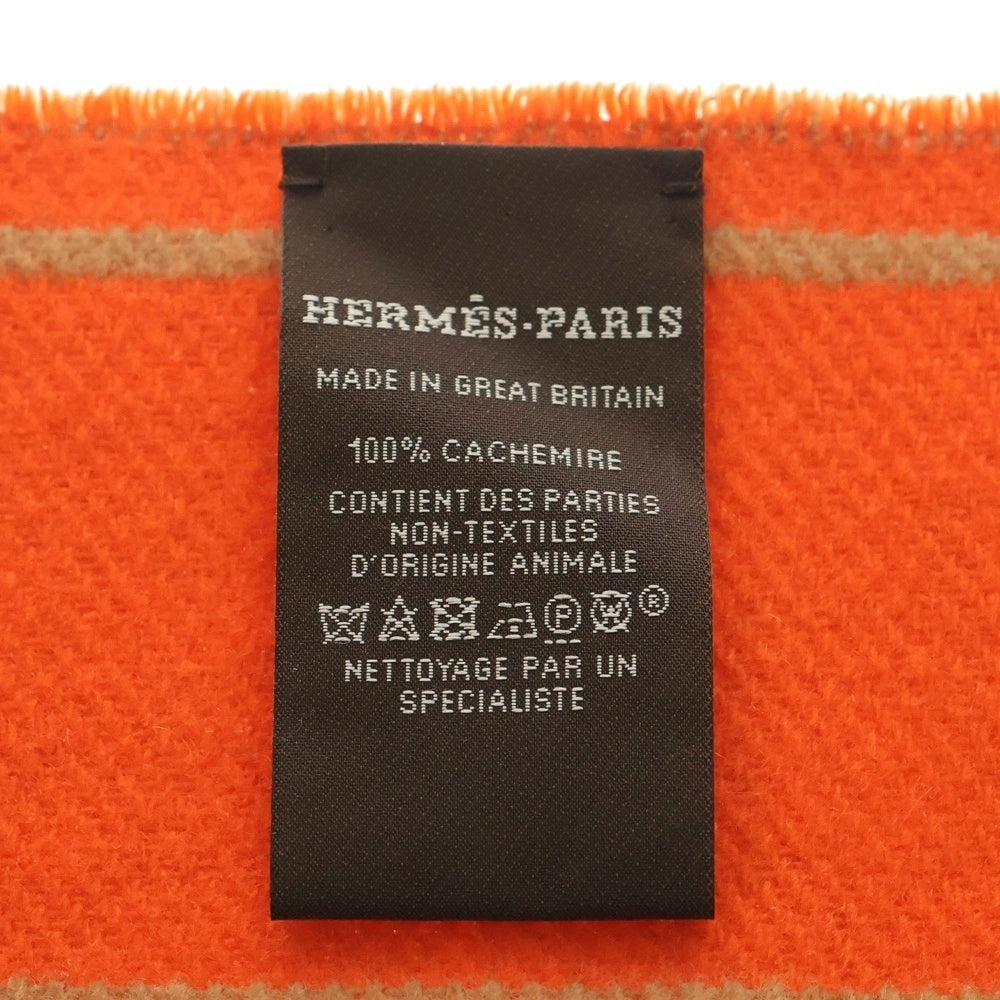 HERMÈS-PARIS
MADE IN GREAT BRITAIN
100% CACHEMIRE
CONTIENT DES PARTIES
NON-TEXTILES
D'ORIGINE ANIMALE
P W ®
NETTOYAGE PAR UN
SPECIALISTE